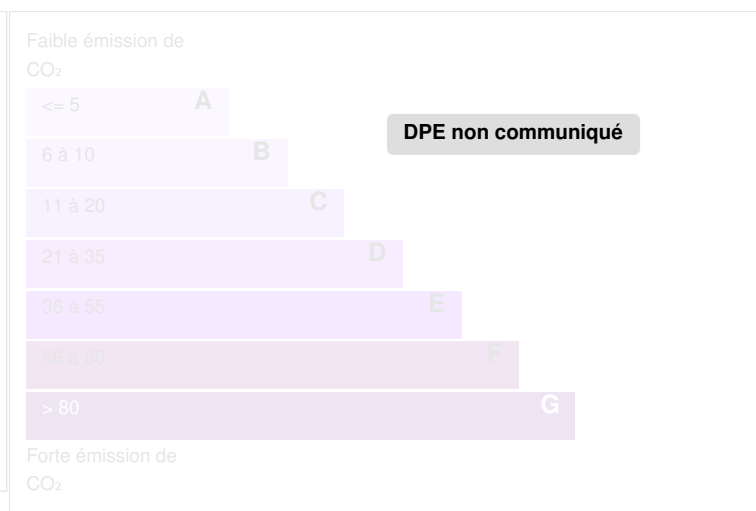 Faible émission de
CO₂
<= 5 A
DPE non communiqué
6 à 10 B
11 à 20 C
21 à 35 D
36 à 55 E
56 à 80 F
> 80 G
Forte émission de
CO₂